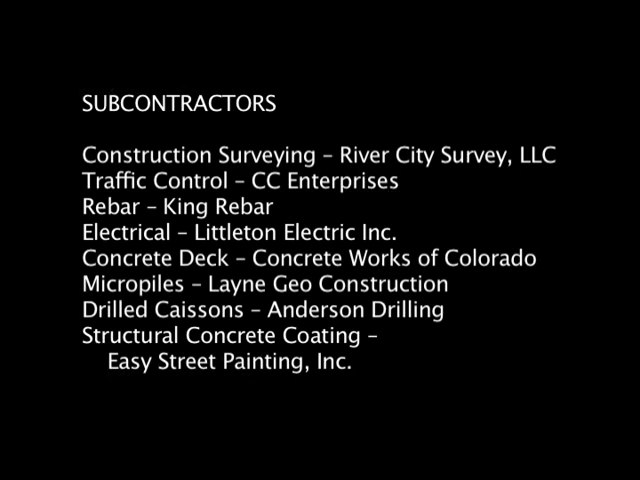 SUBCONTRACTORS
Construction Surveying – River City Survey, LLC
Traffic Control – CC Enterprises
Rebar – King Rebar
Electrical – Littleton Electric Inc.
Concrete Deck – Concrete Works of Colorado
Micropiles – Layne Geo Construction
Drilled Caissons – Anderson Drilling
Structural Concrete Coating –
Easy Street Painting, Inc.